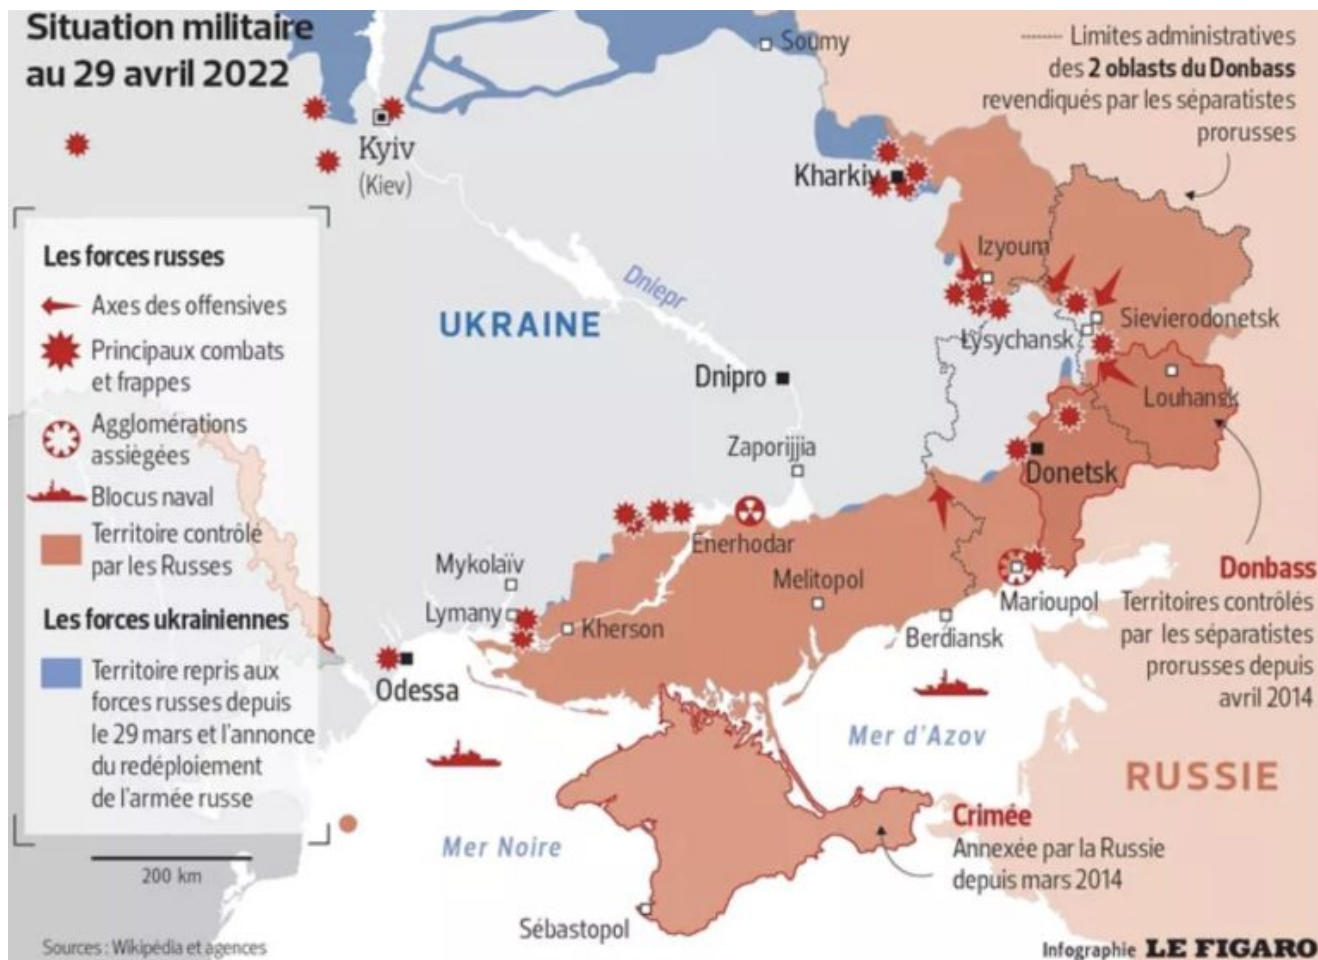 Situation militaire
au 29 avril 2022
Soumy
Limites administratives
des 2 oblasts du Donbass
revendiqués par les séparatistes
prorusses
Kyiv
(Kiev)
Kharkiv
Les forces russes
Axes des offensives
Principaux combats
et frappes
Agglomérations
assiégées
Blocus naval
Territoire contrôlé
par les Russes
Les forces ukrainiennes
Territoire repris aux
forces russes depuis
le 29 mars et l'annonce
du redéploiement
de l'armée russe
200 km
Sources : Wikipédia et agences
Izyoum
Dniepr
UKRAINE
Sievierodonetsk
Lysychansk
Dnipro
Louhansk
Zaporijjia
Donetsk
Enerhodar
Mykolaïv
Melitopol
Marioupol
Lymany
Kherson
Berdiansk
Odessa
Donbass
Territoires contrôlés
par les séparatistes
prorusses depuis
avril 2014
Mer d'Azov
RUSSIE
Crimée
Annexée par la Russie
depuis mars 2014
Mer Noire
Sébastopol
Infographie LE FIGARO